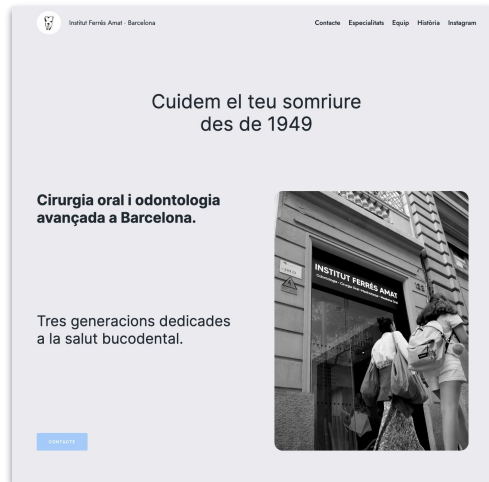 Institut Ferrés Amat - Barcelona
Contacte Especialitats Equip Història Instagram
Cuidem el teu somriure
des de 1949
Cirurgia oral i odontologia
avançada a Barcelona.
Tres generacions dedicades
a la salut bucodental.
CONTACTE
INSTITUT FERRÉS AMAT